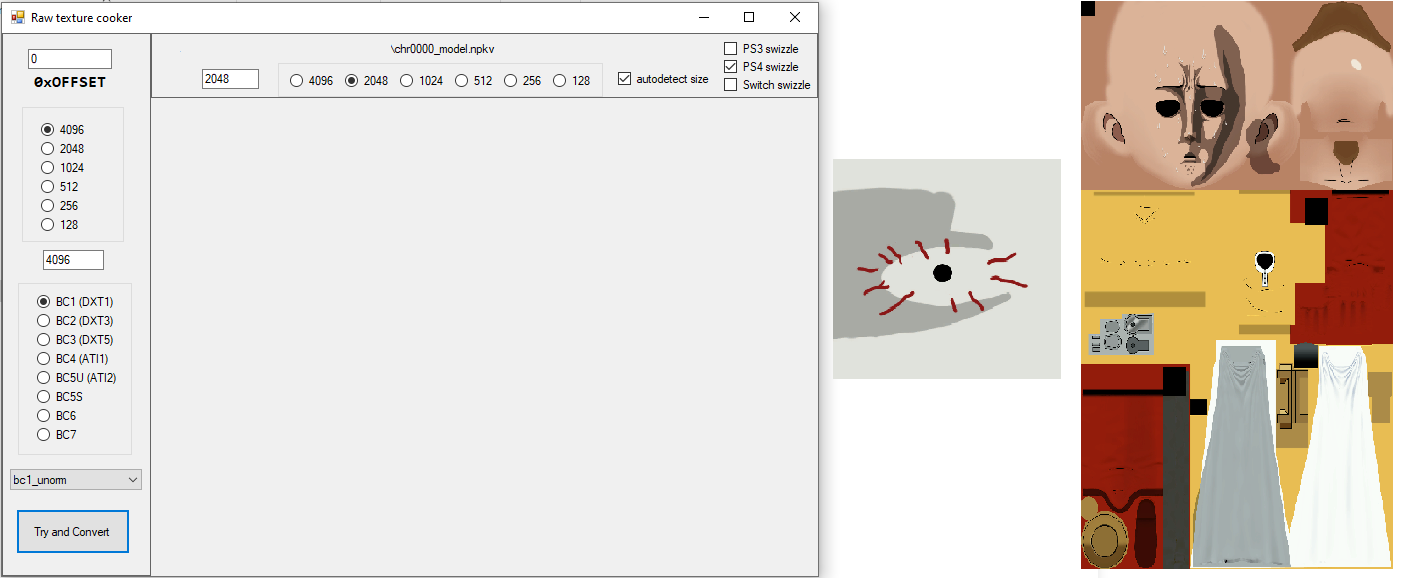 Raw texture cooker
0
0xOFFSET
4096
2048
1024
512
256
128
4096
BC1 (DXT1)
BC2 (DXT3)
BC3 (DXT5)
BC4 (ATI1)
BC5U (ATI2)
BC5S
BC6
BC7
bc1_unorm
Try and Convert
\chr0000_model.npkv
2048
4096 2048 1024 512 256 128
autodetect size
PS3 swizzle
PS4 swizzle
Switch swizzle